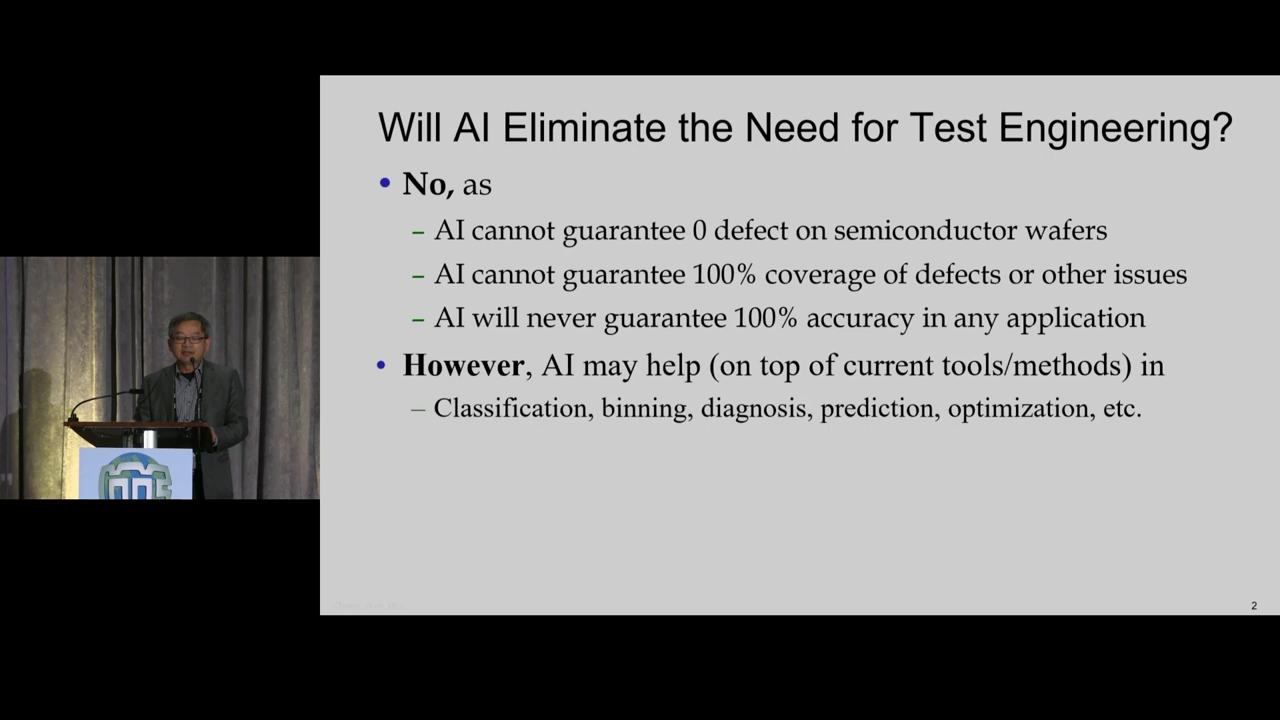 Will AI Eliminate the Need for Test Engineering?
• No, as
– AI cannot guarantee 0 defect on semiconductor wafers
– AI cannot guarantee 100% coverage of defects or other issues
– AI will never guarantee 100% accuracy in any application
• However, AI may help (on top of current tools/methods) in
– Classification, binning, diagnosis, prediction, optimization, etc.
2